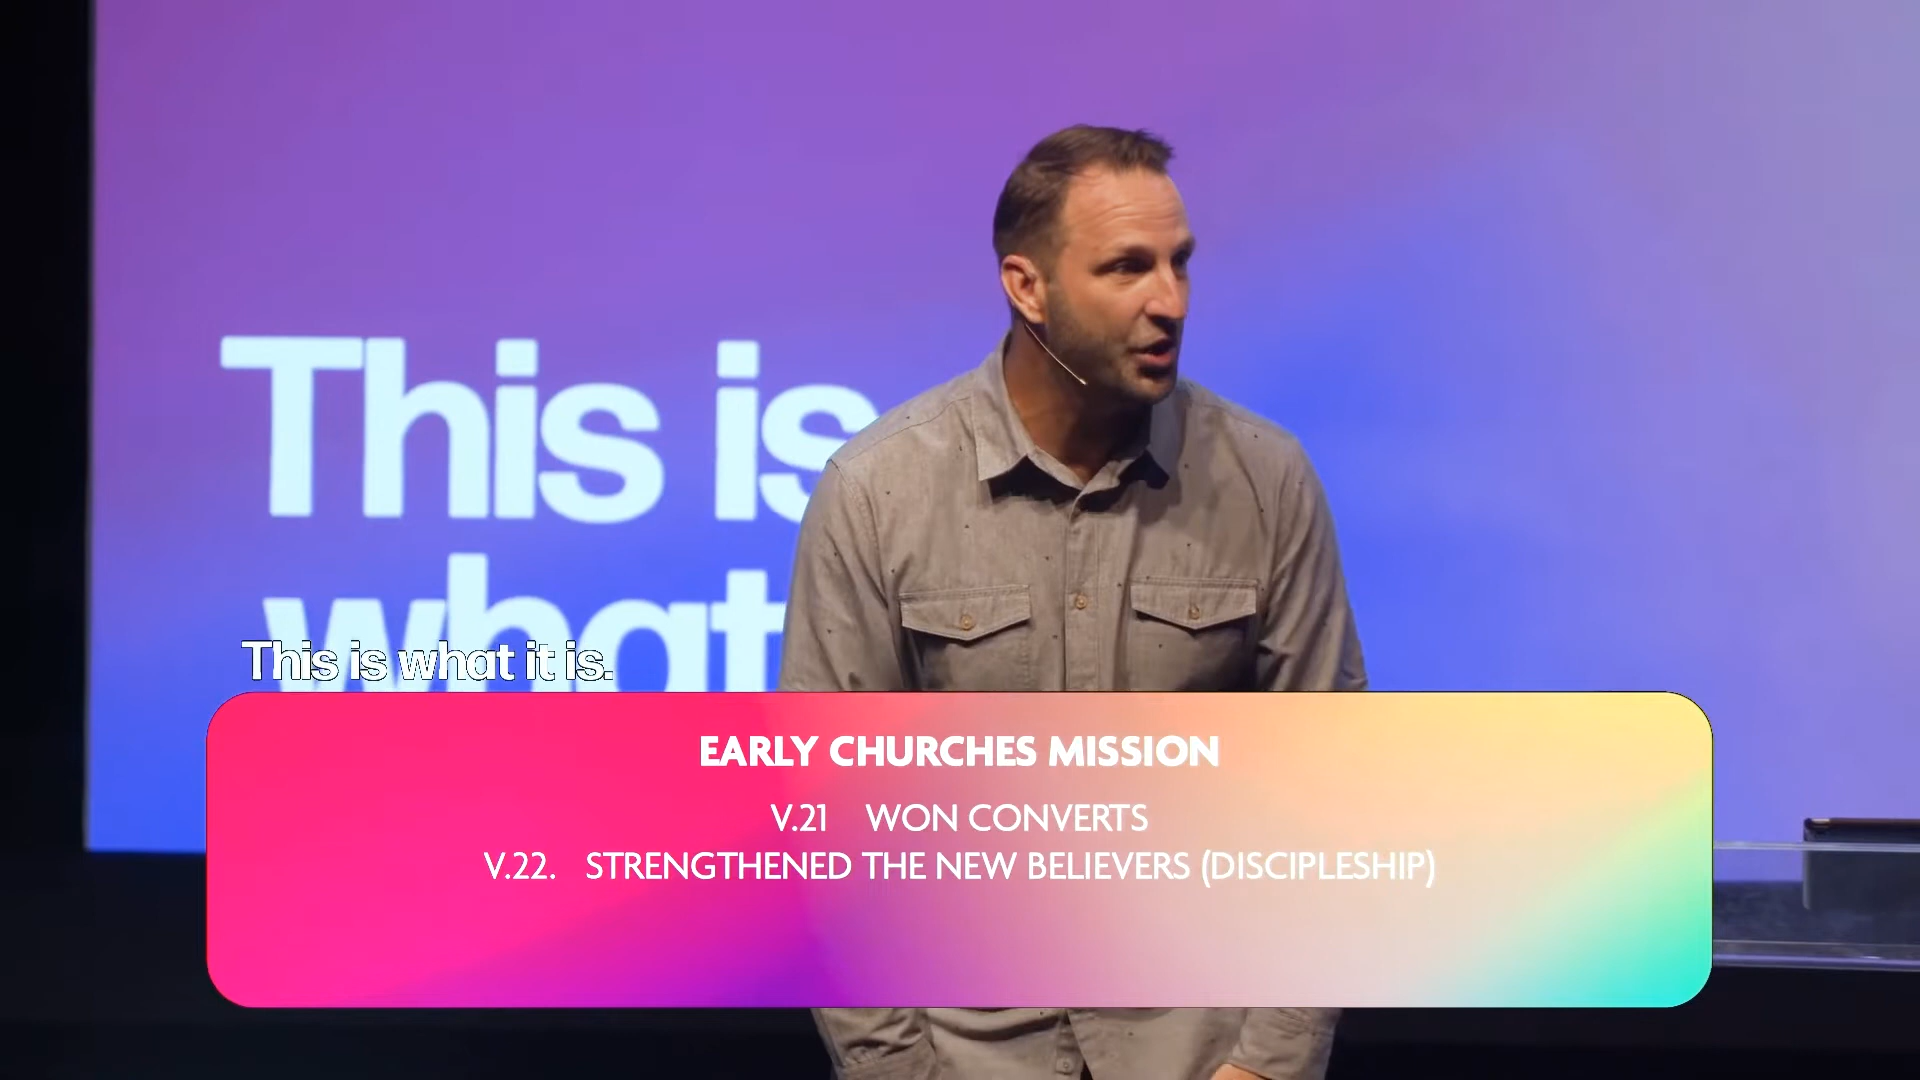 This is
what
This is what it is.
EARLY CHURCHES MISSION
V.21 WON CONVERTS
V.22. STRENGTHENED THE NEW BELIEVERS (DISCIPLESHIP)